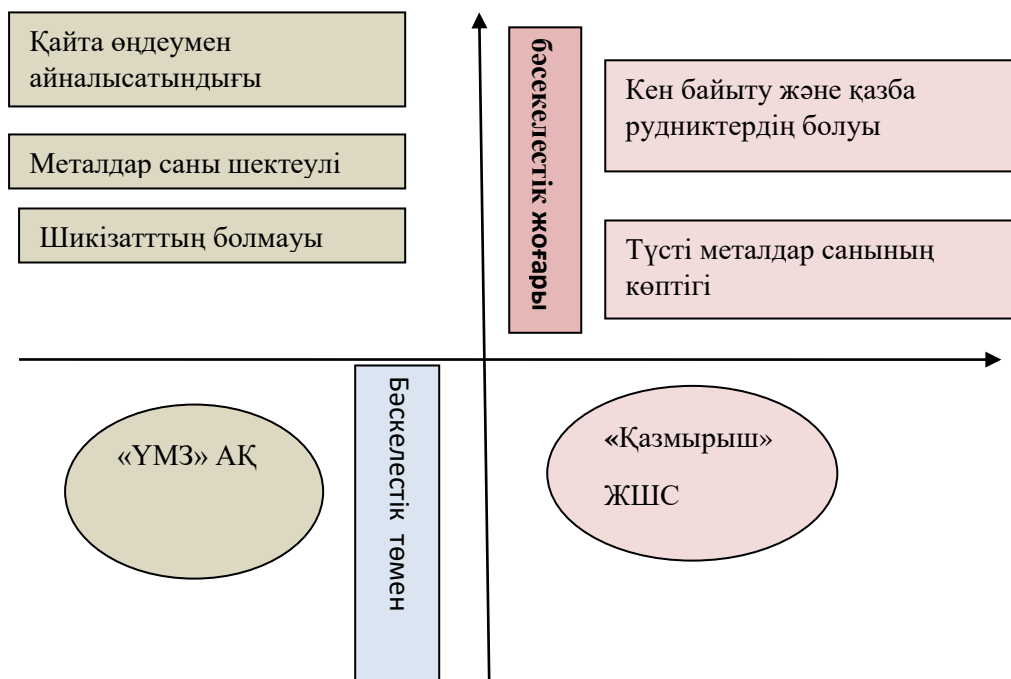 Қайта өңдеумен
айналысатындығы
Металдар саны шектеулі
Шикізатттың болмауы
бәсекелестік жоғары
Кен байыту және қазба
рудниктердің болуы
Түсті металдар санының
көптігі
Бәскелестік төмен
«ҮМЗ» АҚ
«Қазмырыш»
ЖШС